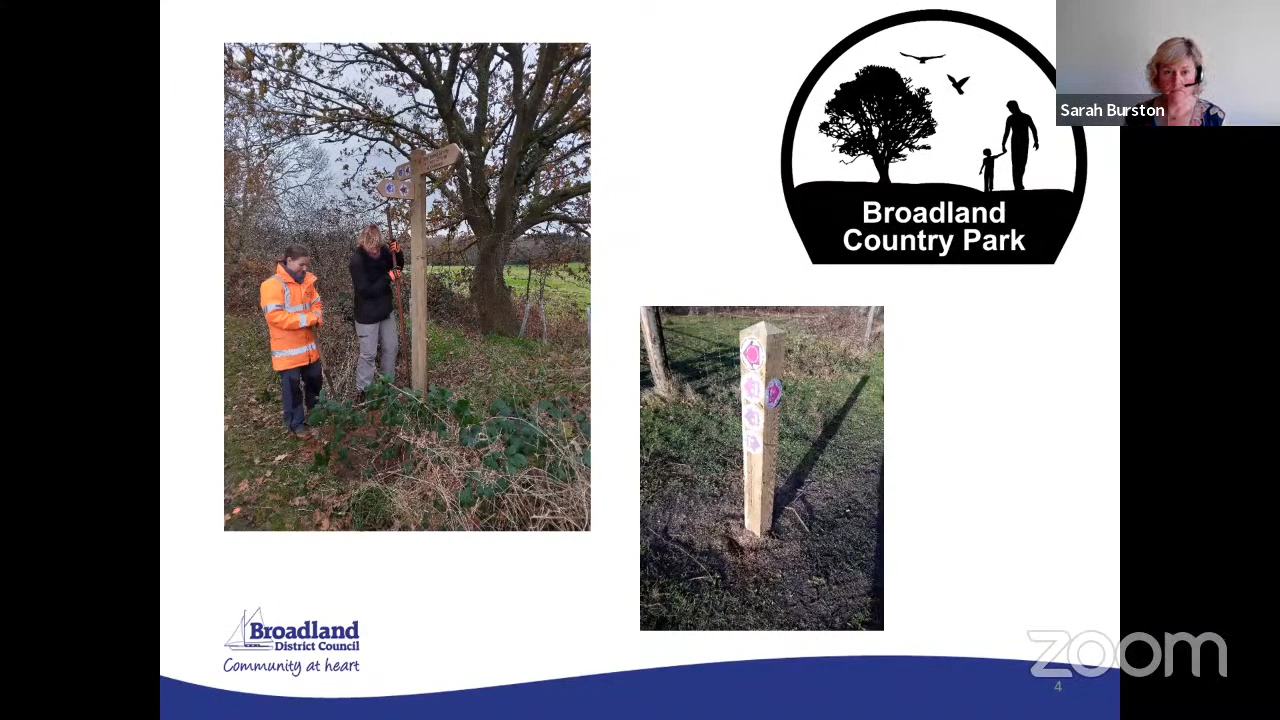 Sarah Burston
Broadland
Country Park
Broadland
District Council
Community at heart
zoom
4